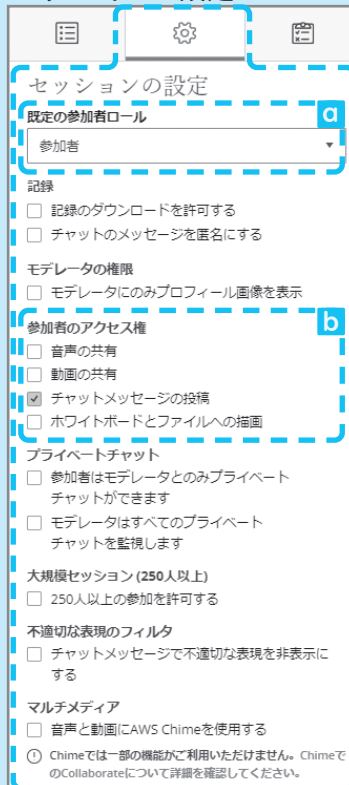 セッションの設定
既定の参加者ロール
a
参加者
記録
記録のダウンロードを許可する
チャットのメッセージを匿名にする
モデレータの権限
モデレータにのみプロフィール画像を表示
参加者のアクセス権
b
音声の共有
動画の共有
チャットメッセージの投稿
ホワイトボードとファイルへの描画
プライベートチャット
参加者はモデレータとのみプライベート
チャットができます
モデレータはすべてのプライベート
チャットを監視します
大規模セッション (250人以上)
250人以上の参加を許可する
不適切な表現のフィルタ
チャットメッセージで不適切な表現を非表示に
する
マルチメディア
音声と動画にAWS Chimeを使用する
Chimeでは一部の機能がご利用いただけません。Chimeで
のCollaborateについて詳細を確認してください。